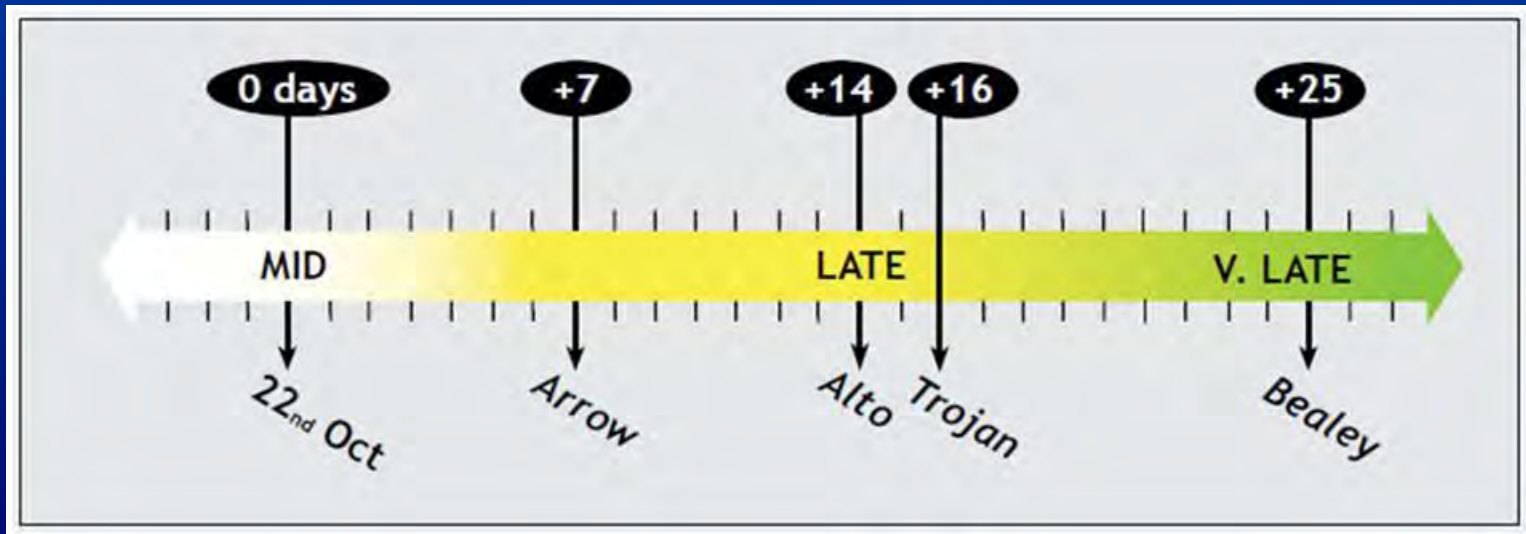 0 days +7 +14 +16 +25
MID LATE V. LATE
22nd Oct Arrow Alto Trojan Bealey